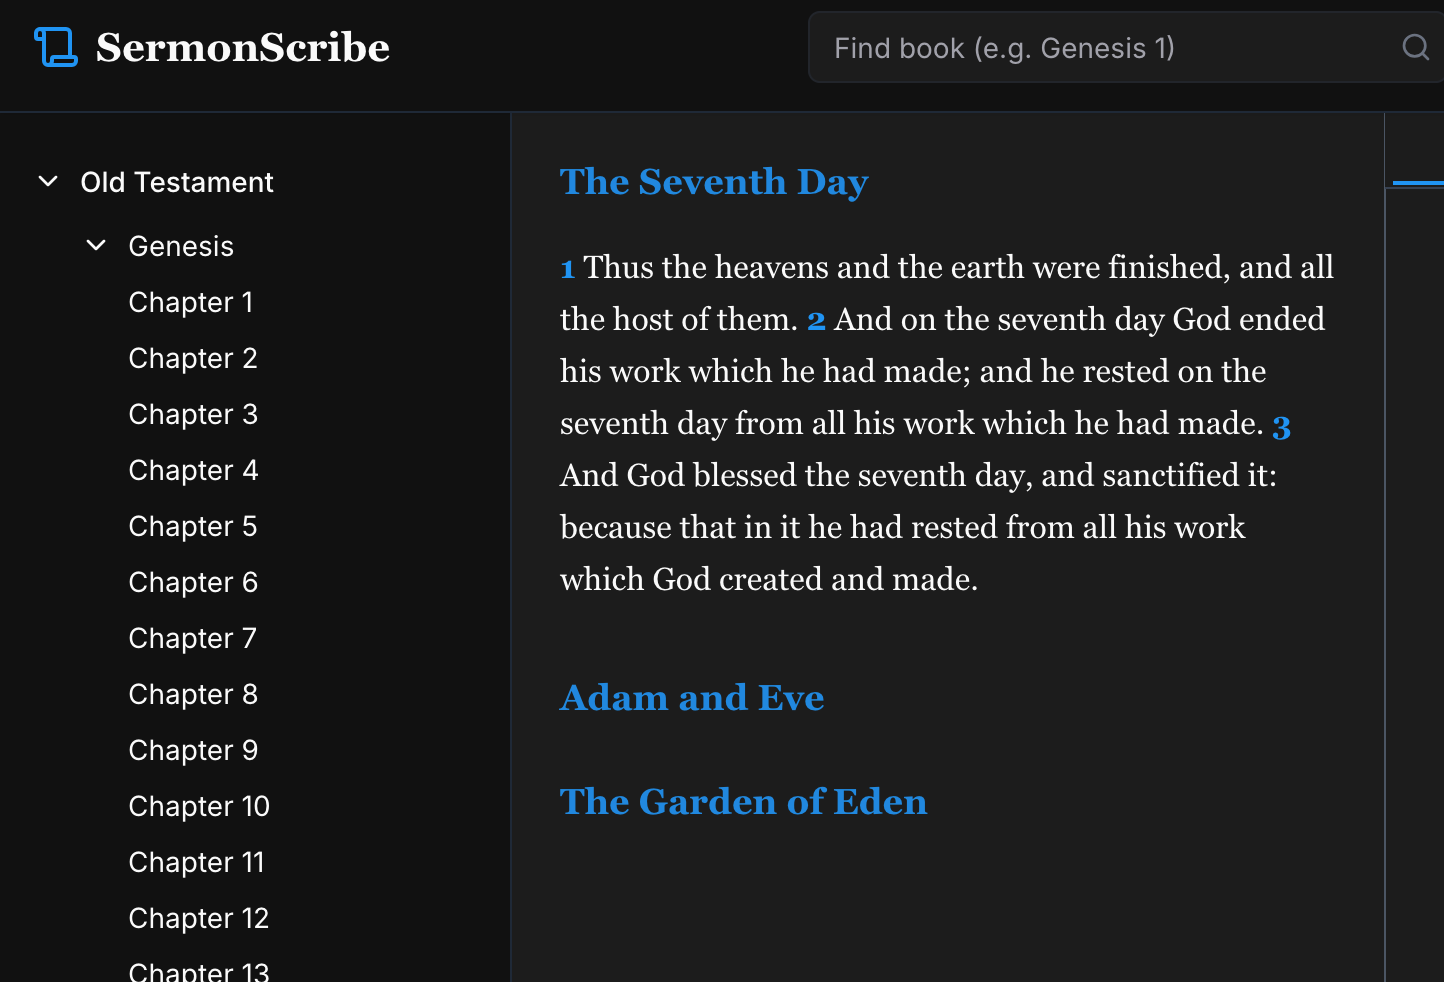 SermonScribe
Find book (e.g. Genesis 1)
Old Testament
Genesis
Chapter 1
Chapter 2
Chapter 3
Chapter 4
Chapter 5
Chapter 6
Chapter 7
Chapter 8
Chapter 9
Chapter 10
Chapter 11
Chapter 12
Chapter 13
The Seventh Day
1 Thus the heavens and the earth were finished, and all
the host of them. 2 And on the seventh day God ended
his work which he had made; and he rested on the
seventh day from all his work which he had made. 3
And God blessed the seventh day, and sanctified it:
because that in it he had rested from all his work
which God created and made.
Adam and Eve
The Garden of Eden